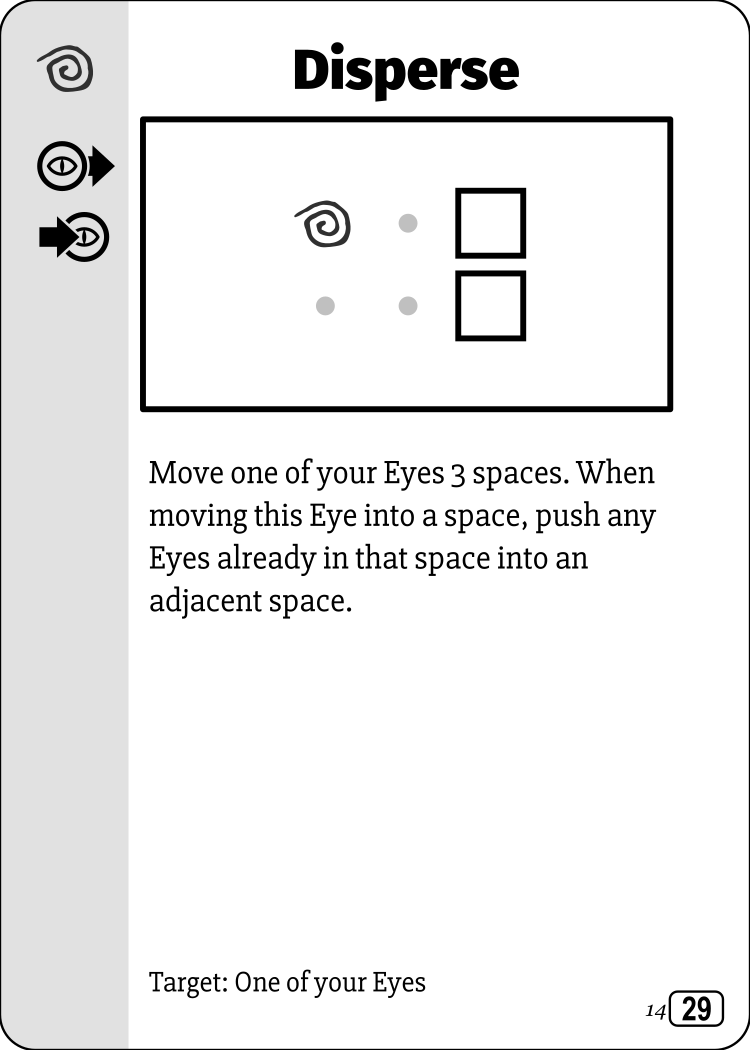 Disperse
Move one of your Eyes 3 spaces. When
moving this Eye into a space, push any
Eyes already in that space into an
adjacent space.
Target: One of your Eyes
14 29